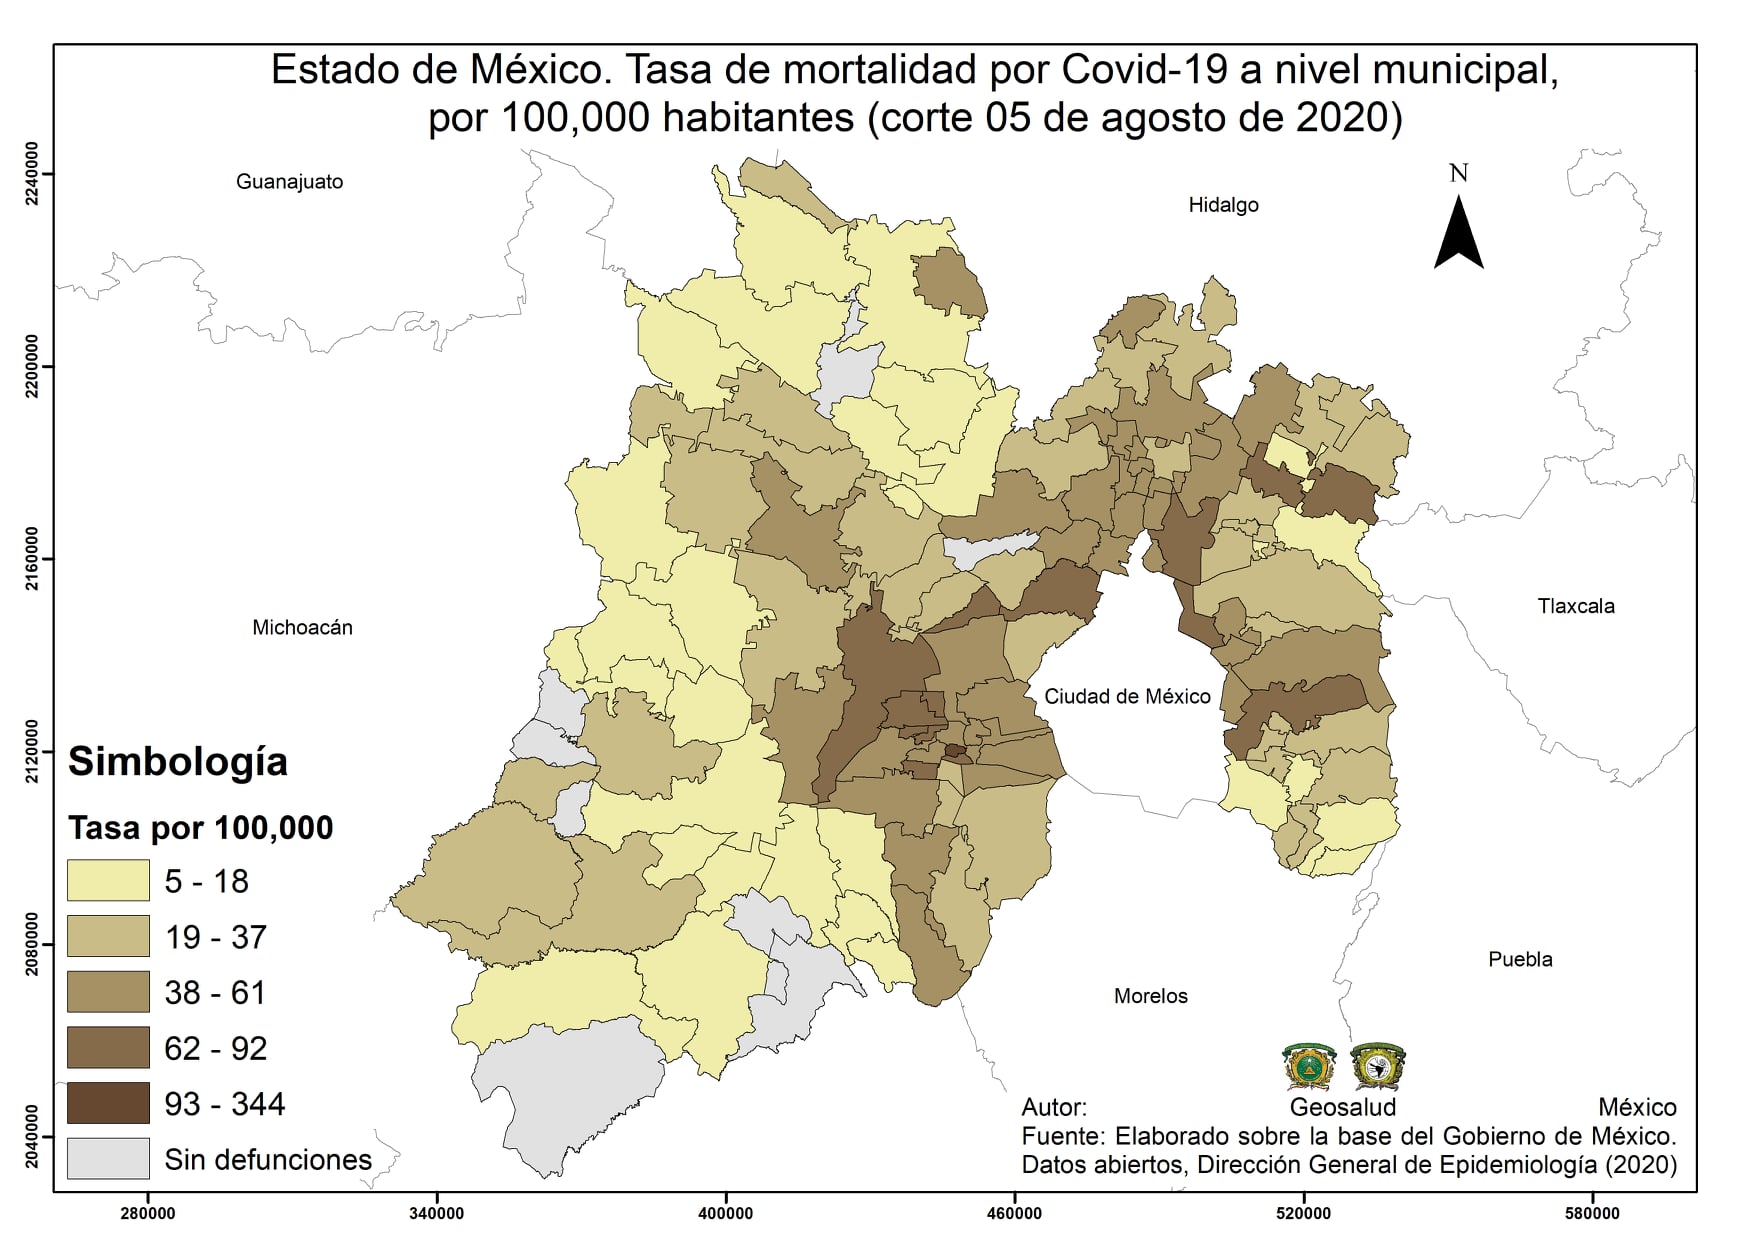 Estado de México. Tasa de mortalidad por Covid-19 a nivel municipal,
por 100,000 habitantes (corte 05 de agosto de 2020)
2240000
2200000
2160000
2120000
2080000
2040000
Guanajuato
Hidalgo
N
Michoacán
Tlaxcala
Ciudad de México
Puebla
Morelos
Simbología
Tasa por 100,000
5 - 18
19 - 37
38 - 61
62 - 92
93 - 344
Sin defunciones
Autor: Geosalud México
Fuente: Elaborado sobre la base del Gobierno de México.
Datos abiertos, Dirección General de Epidemiología (2020)
280000
340000
400000
460000
520000
580000